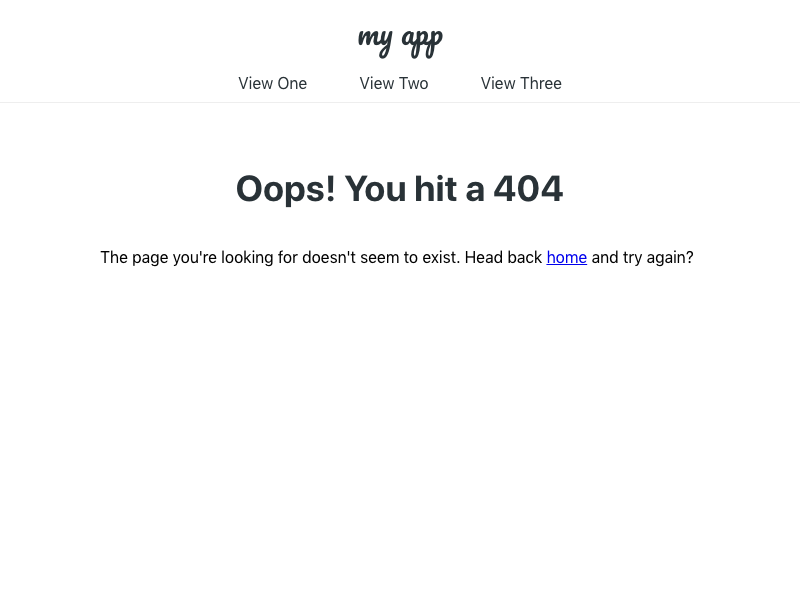 my app
View One View Two View Three
Oops! You hit a 404
The page you're looking for doesn't seem to exist. Head back home and try again?